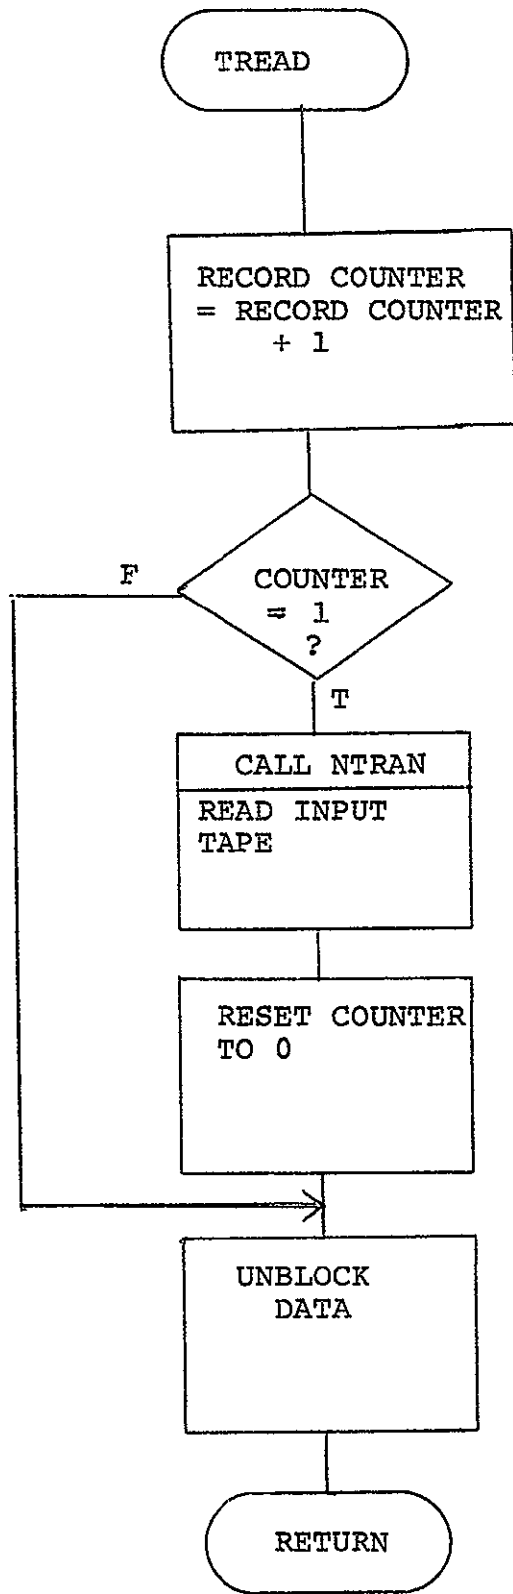 TREAD
RECORD COUNTER
= RECORD COUNTER
+ 1
F
COUNTER
= 1
?
T
CALL NTRAN
READ INPUT
TAPE
RESET COUNTER
TO 0
UNBLOCK
DATA
RETURN